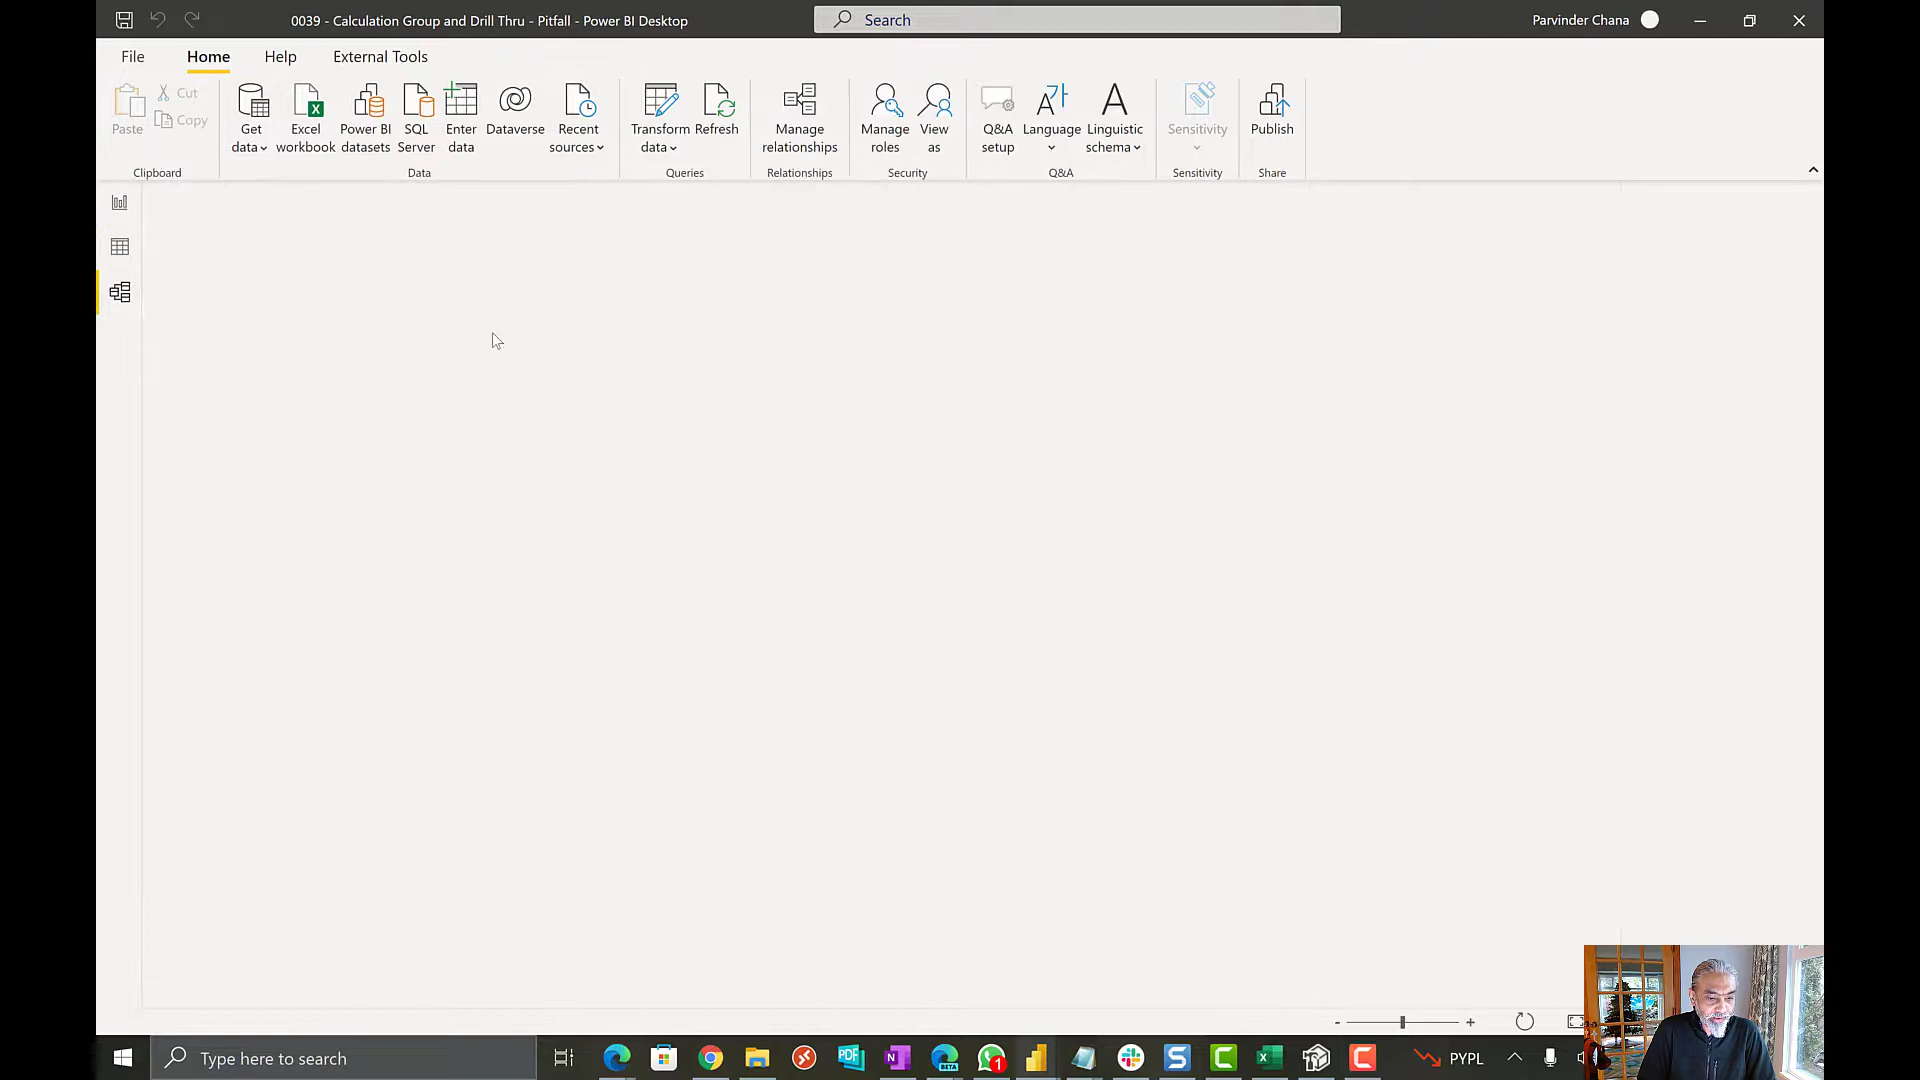 0039 - Calculation Group and Drill Thru - Pitfall - Power BI Desktop
Search
Parvinder Chana
File
Home
Help
External Tools
Paste
Cut
Copy
Get data
Excel workbook
Power BI datasets
SQL Server
Enter data
Dataverse
Recent sources
Transform data
Refresh
Manage relationships
Manage roles
View as
Q&A setup
Language
Linguistic schema
Sensitivity
Publish
Clipboard
Data
Queries
Relationships
Security
Q&A
Sensitivity
Share
Type here to search
PDF
BETA
1
PYPL